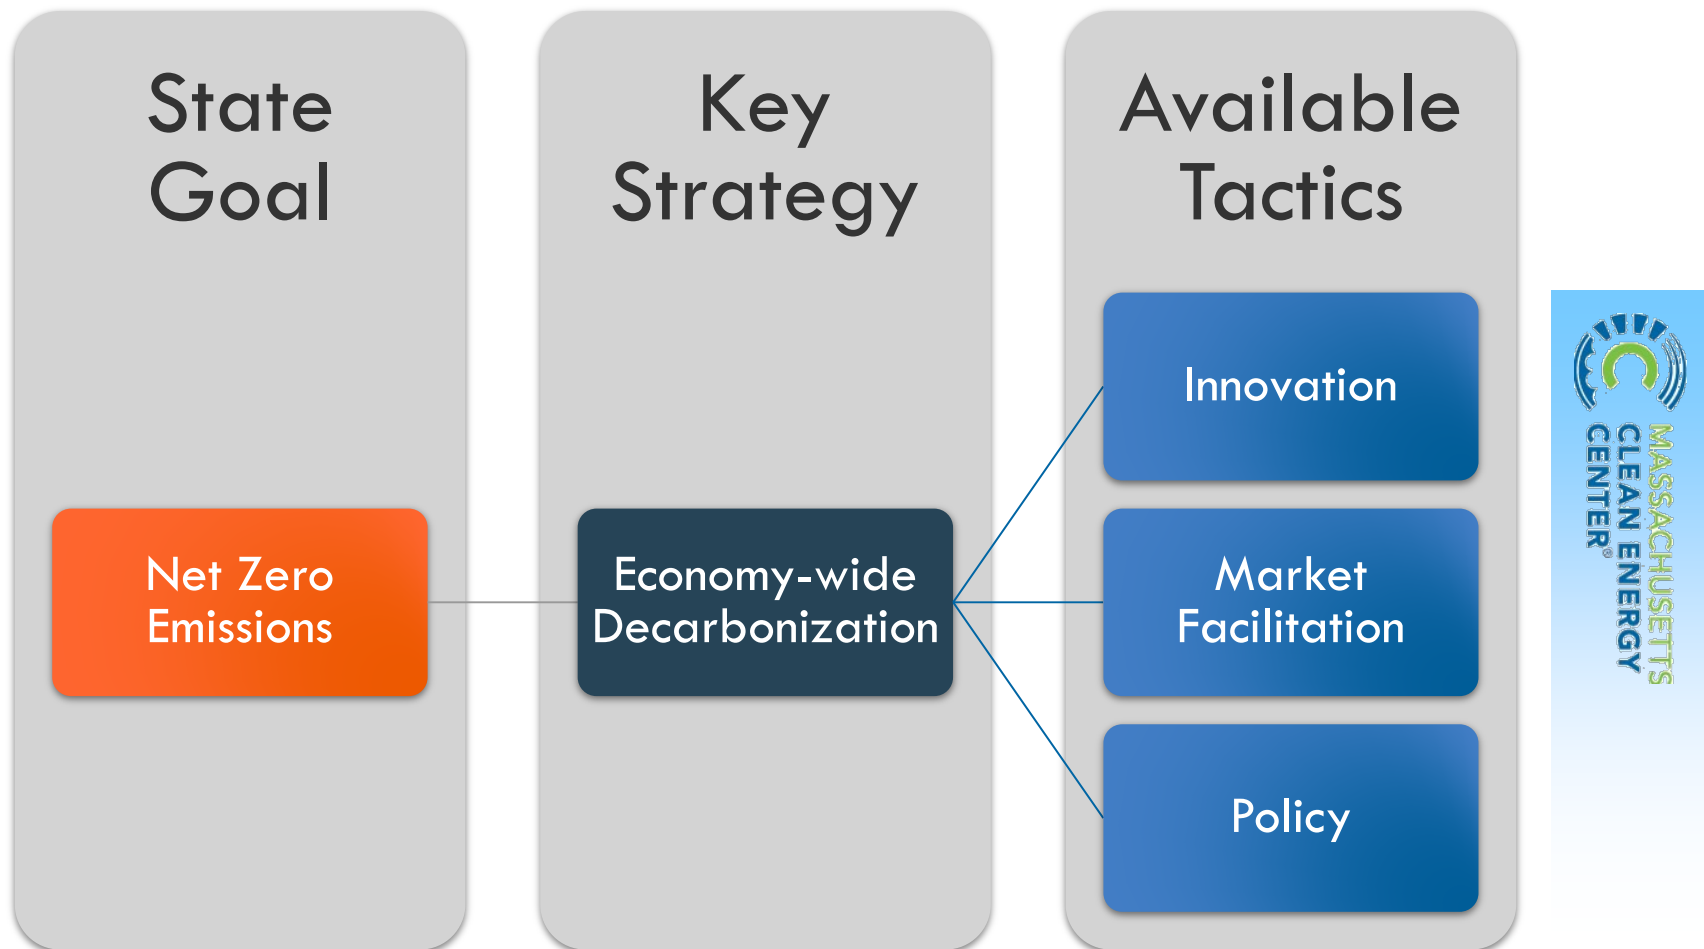 State
Goal
Key
Strategy
Available
Tactics
Net Zero
Emissions
Economy-wide
Decarbonization
Innovation
Market
Facilitation
Policy
MASSACHUSETTS
CLEAN ENERGY
CENTER®